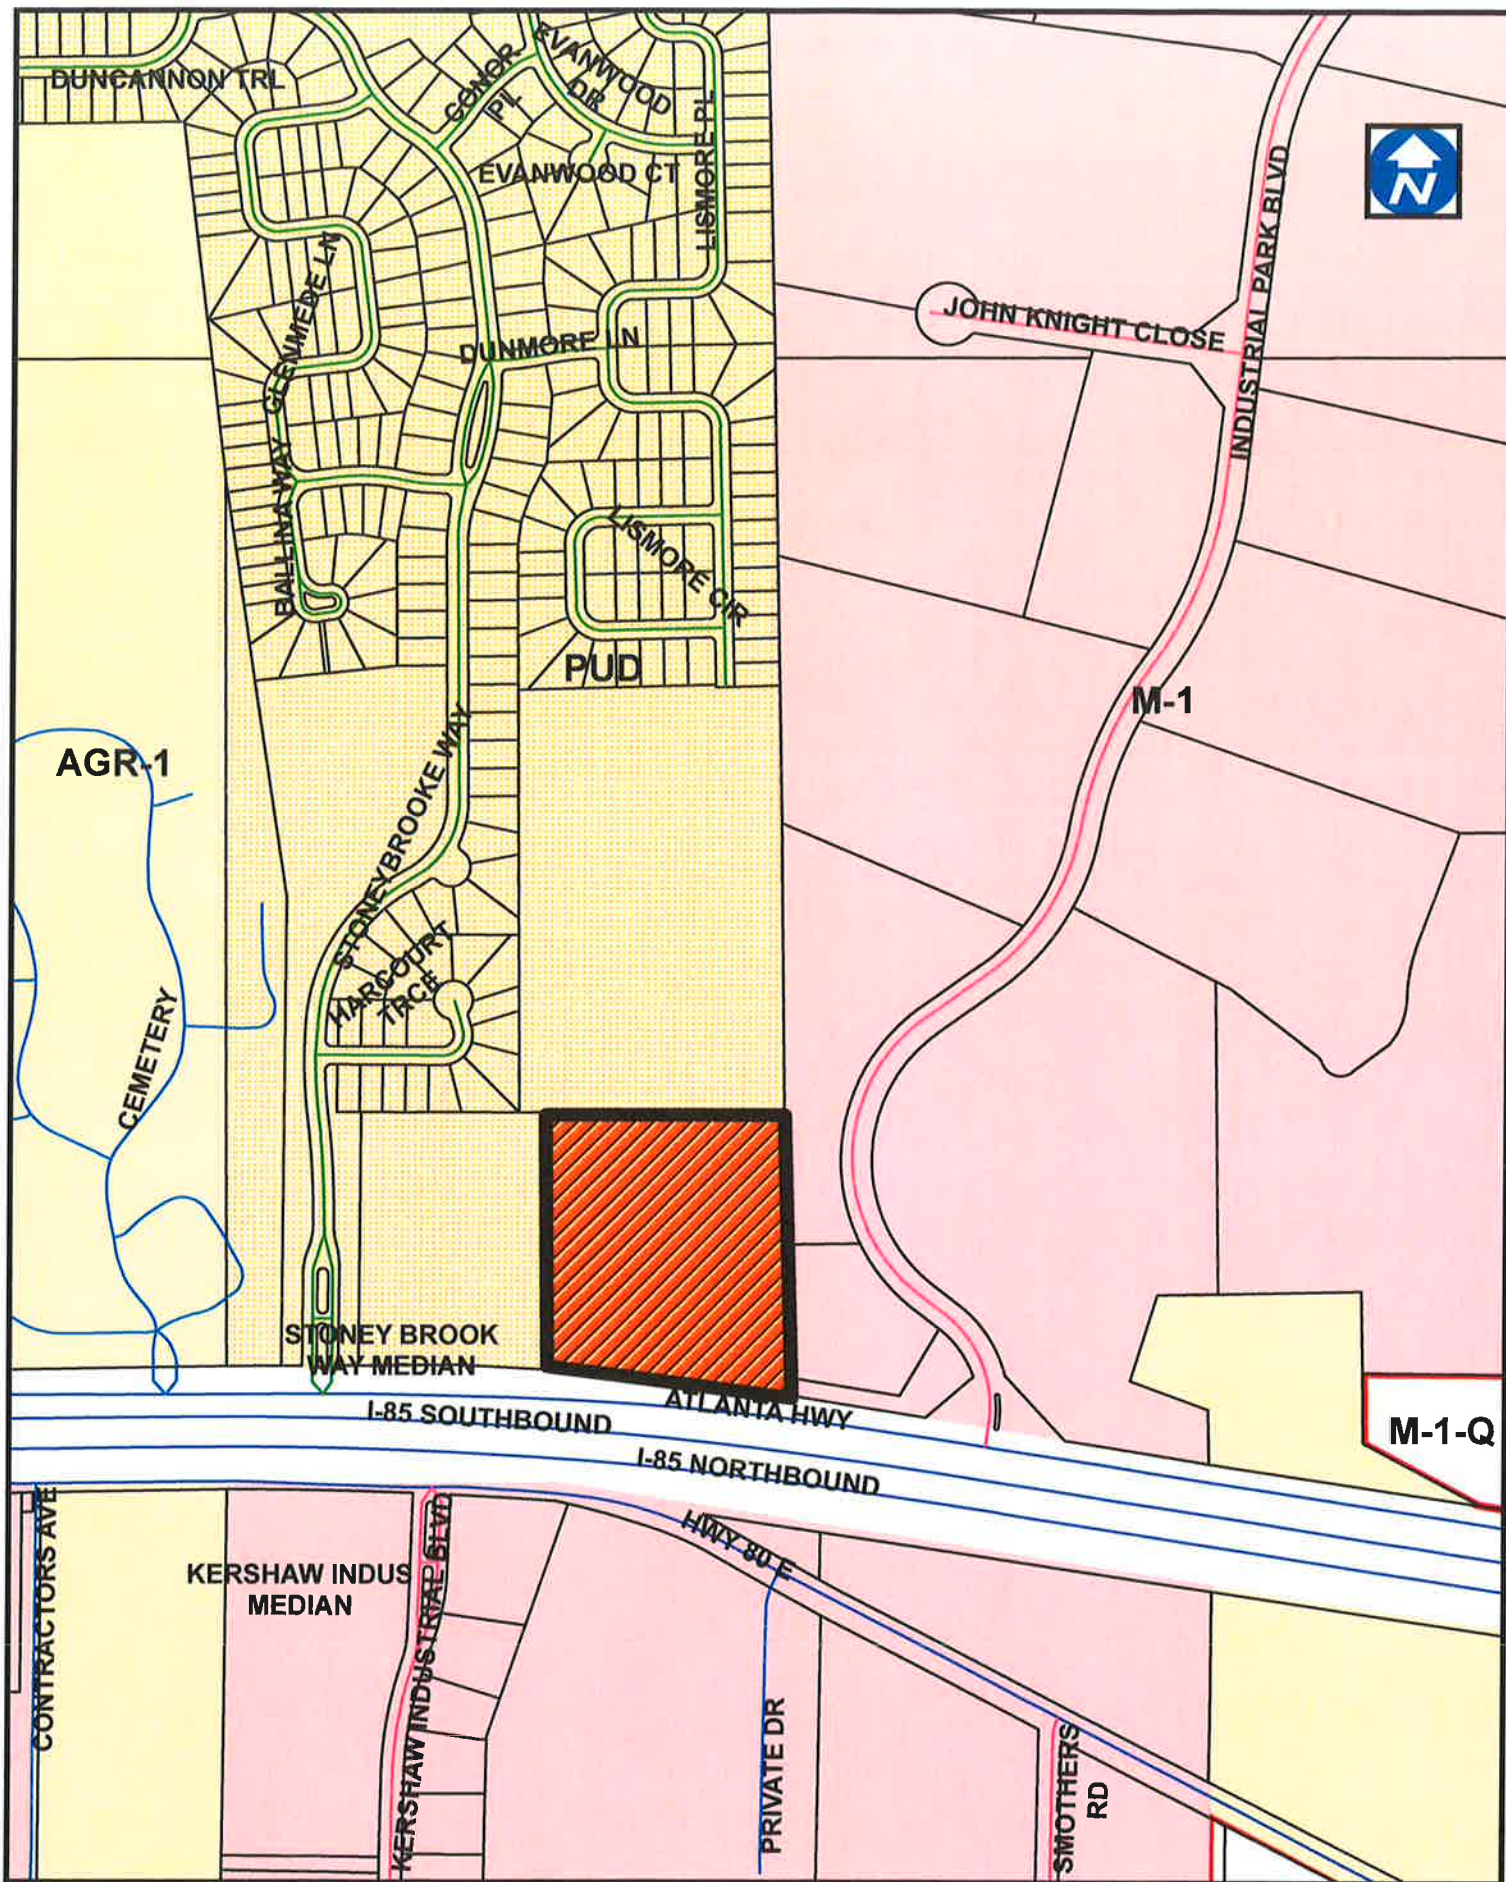 DUNCANNON TRL
CONOR
PL
EVANWOOD
DR
LISMORE PL
EVANWOOD CT
N
INDUSTRIAL PARK BLVD
GLENMEDE LN
JOHN KNIGHT CLOSE
DUNMORE LN
BALLINA WAY
LISMORE CIR
PUD
M-1
AGR-1
STONEYBROOKE WAY
HARCOURT
TRCE
CEMETERY
STONEY BROOK
WAY MEDIAN
ATLANTA HWY
I-85 SOUTHBOUND
M-1-Q
I-85 NORTHBOUND
HWY 80 E
CONTRACTORS AVE
KERSHAW INDUS
MEDIAN
KERSHAW INDUSTRIAL BLVD
PRIVATE DR
SMOTHERS
RD